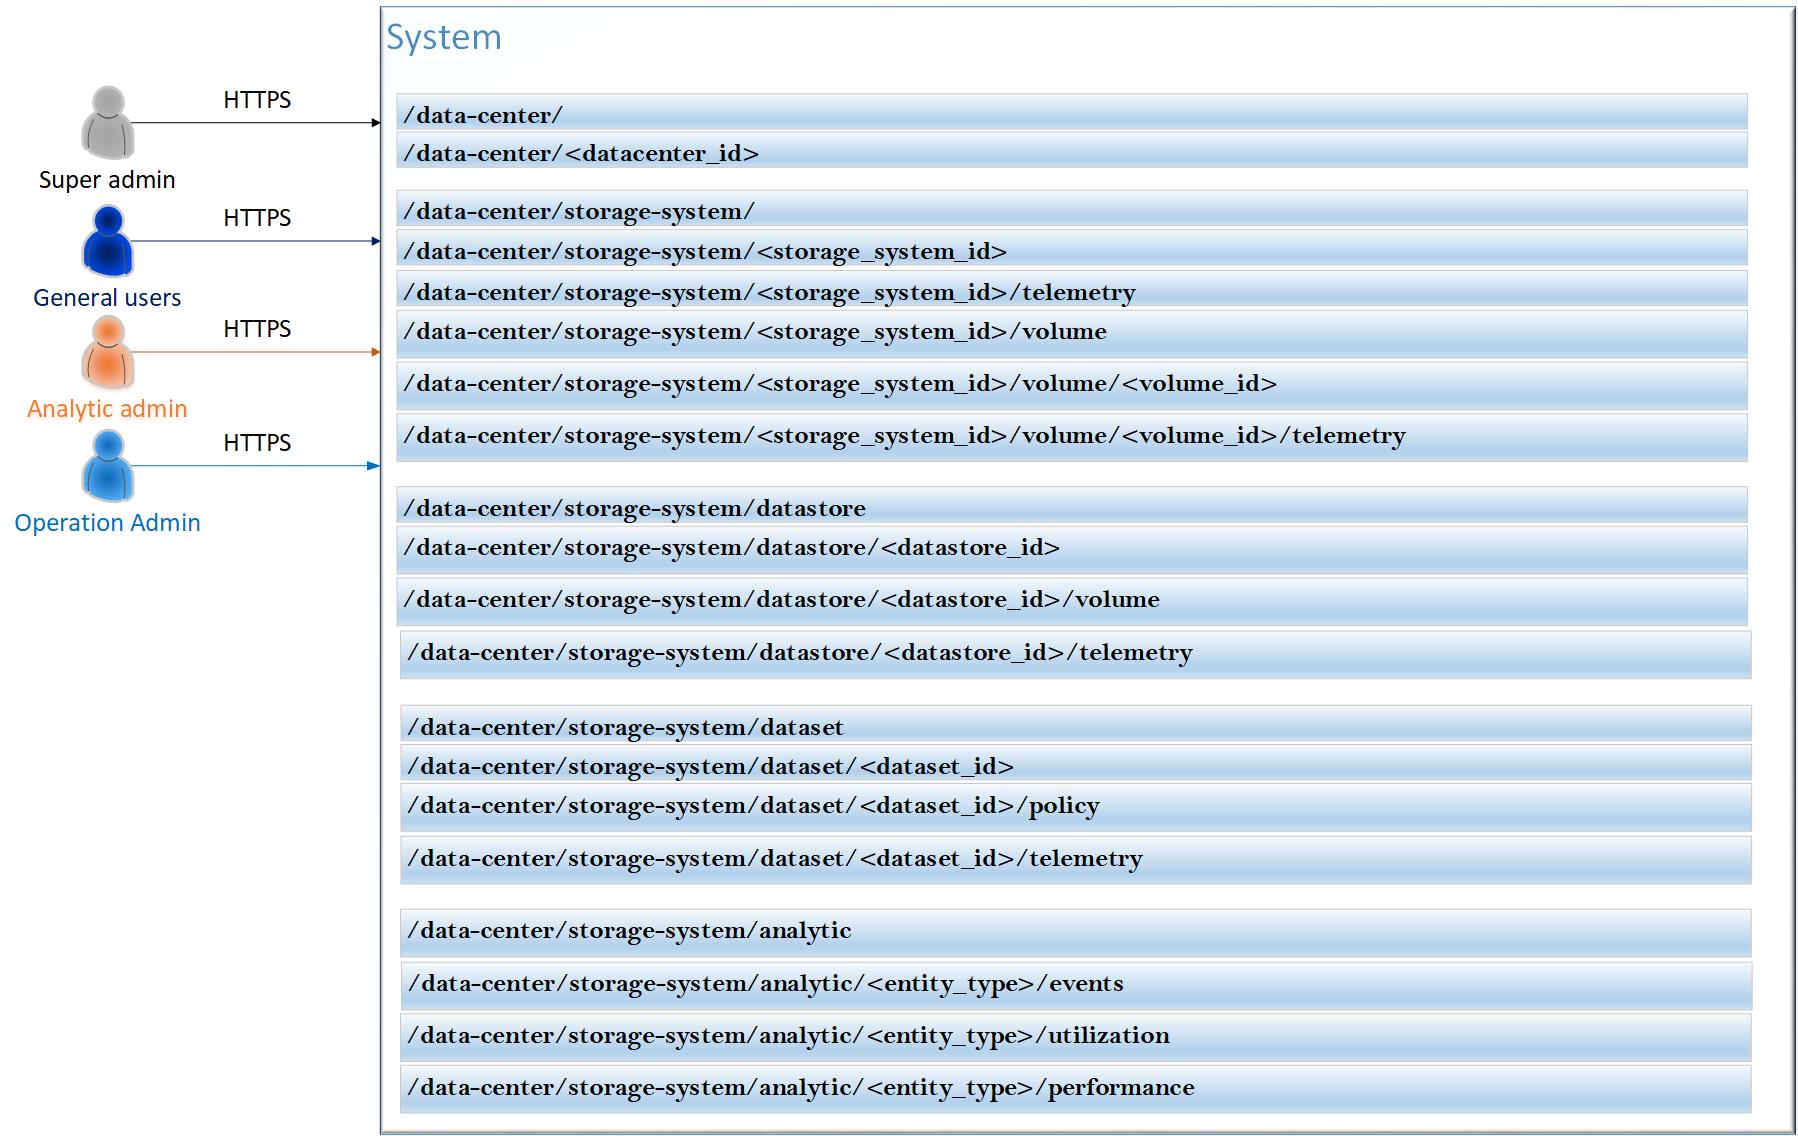 System
HTTPS
Super admin
HTTPS
General users
HTTPS
Analytic admin
HTTPS
Operation Admin
/data-center/
/data-center/<datacenter_id>
/data-center/storage-system/
/data-center/storage-system/<storage_system_id>
/data-center/storage-system/<storage_system_id>/telemetry
/data-center/storage-system/<storage_system_id>/volume
/data-center/storage-system/<storage_system_id>/volume/<volume_id>
/data-center/storage-system/<storage_system_id>/volume/<volume_id>/telemetry
/data-center/storage-system/datastore
/data-center/storage-system/datastore/<datastore_id>
/data-center/storage-system/datastore/<datastore_id>/volume
/data-center/storage-system/datastore/<datastore_id>/telemetry
/data-center/storage-system/dataset
/data-center/storage-system/dataset/<dataset_id>
/data-center/storage-system/dataset/<dataset_id>/policy
/data-center/storage-system/dataset/<dataset_id>/telemetry
/data-center/storage-system/analytic
/data-center/storage-system/analytic/<entity_type>/events
/data-center/storage-system/analytic/<entity_type>/utilization
/data-center/storage-system/analytic/<entity_type>/performance